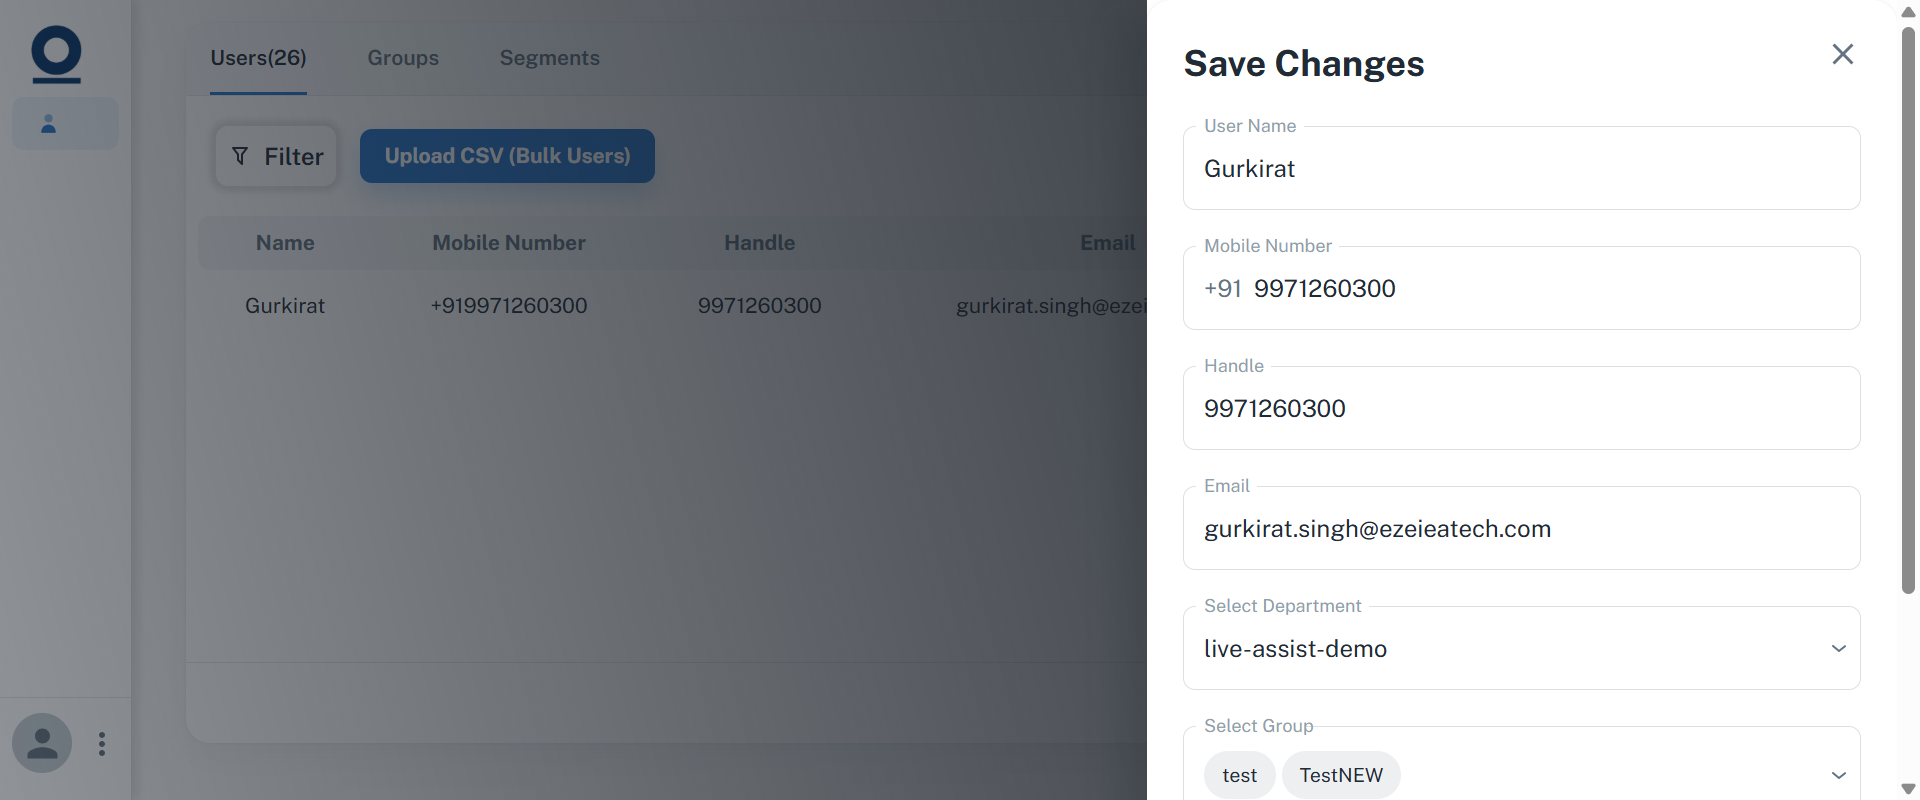 Users(26)
Groups
Segments
Filter
Upload CSV (Bulk Users)
Name
Mobile Number
Handle
Email
Gurkirat
+919971260300
9971260300
gurkirat.singh@ezei
Save Changes
User Name
Gurkirat
Mobile Number
+91 9971260300
Handle
9971260300
Email
gurkirat.singh@ezeieatech.com
Select Department
live-assist-demo
Select Group
test
TestNEW